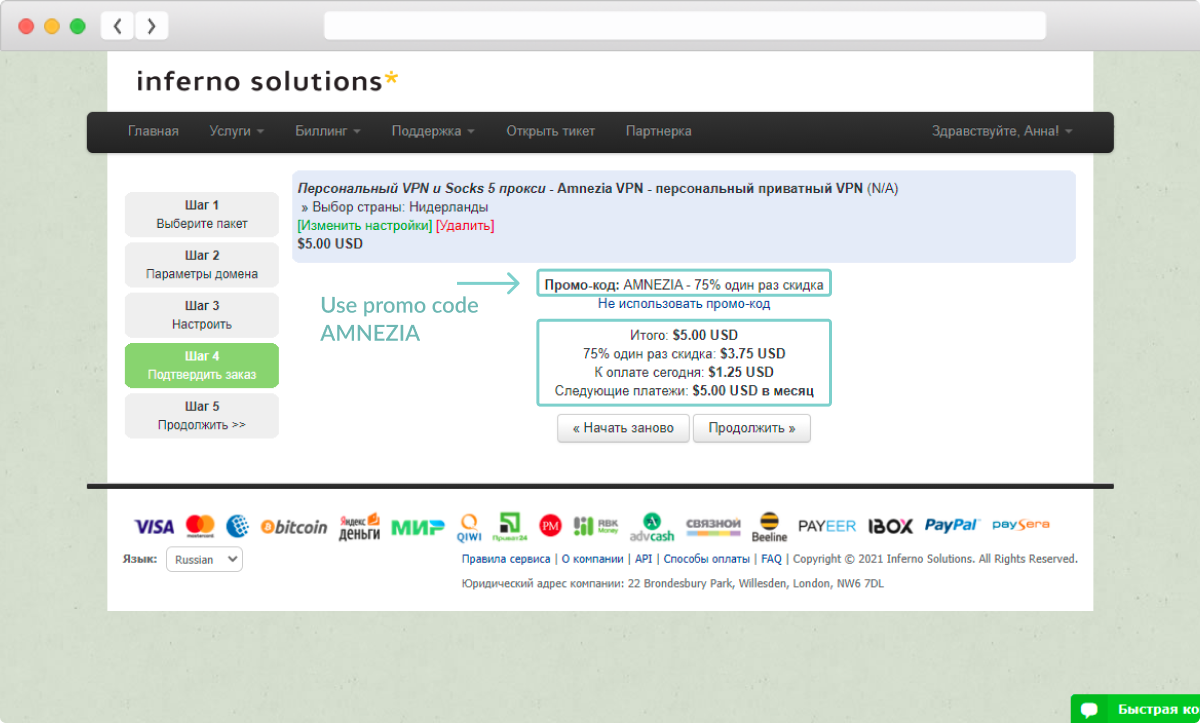 inferno solutions*
Главная Услуги Биллинг Поддержка Открыть тикет Партнерка Здравствуйте, Анна!
Шаг 1
Выберите пакет
Шаг 2
Параметры домена
Шаг 3
Настроить
Шаг 4
Подтвердить заказ
Шаг 5
Продолжить >>
Персональный VPN и Socks 5 прокси - Amnezia VPN - персональный приватный VPN (N/A)
» Выбор страны: Нидерланды
[Изменить настройки] [Удалить]
$5.00 USD
Use promo code
AMNEZIA
Промо-код: AMNEZIA - 75% один раз скидка
Не использовать промо-код
Итого: $5.00 USD
75% один раз скидка: $3.75 USD
К оплате сегодня: $1.25 USD
Следующие платежи: $5.00 USD в месяц
« Начать заново Продолжить »
VISA mastercard bitcoin Яндекс деньги МИР QIWI Приват24 PM RBK Money advcash СВЯЗНОЙ Beeline PAYEER IBOX PayPal paysera
Язык: Russian
Правила сервиса | О компании | API | Способы оплаты | FAQ | Copyright © 2021 Inferno Solutions. All Rights Reserved.
Юридический адрес компании: 22 Brondesbury Park, Willesden, London, NW6 7DL
Быстрая ко